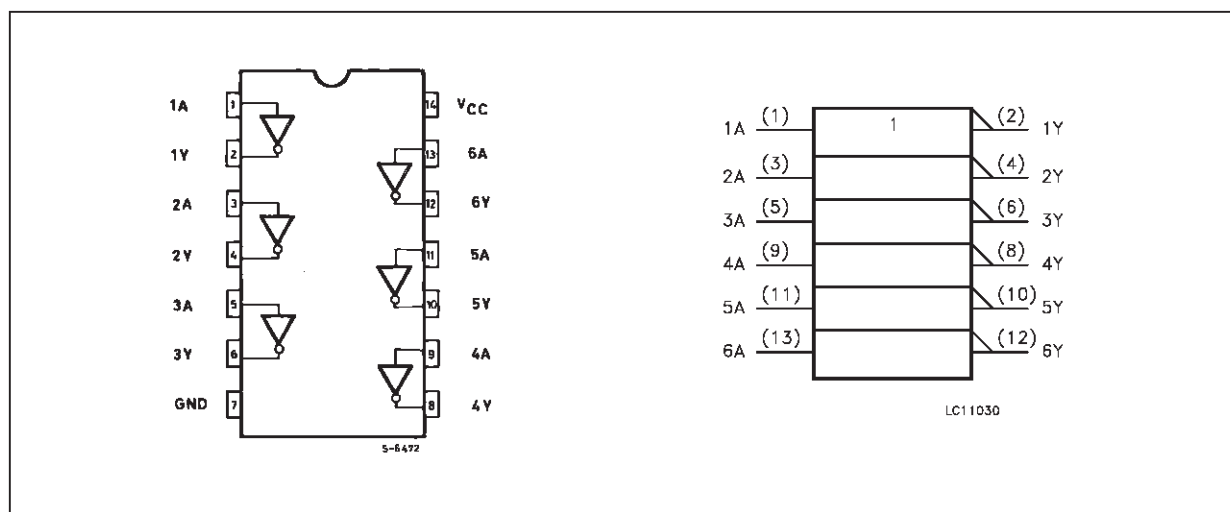 1A 1 14 VCC
1Y 2 13 6A
2A 3 12 6Y
2Y 4 11 5A
3A 5 10 5Y
3Y 6 9 4A
GND 7 8 4Y
S-6472
1A (1) 1 (2) 1Y
2A (3) (4) 2Y
3A (5) (6) 3Y
4A (9) (8) 4Y
5A (11) (10) 5Y
6A (13) (12) 6Y
LC11030